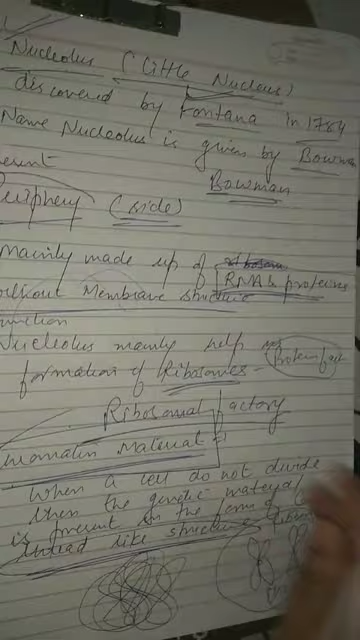 Nucleolus (Little Nucleus)
discovered by Fontana in 1784
Name Nucleolus is given by Bowman
Bowman
(side)
Mainly made up of RNA & proteins
without Membrane structure
Nucleolus mainly help
formation of Ribosomes -
Ribosomal factory
Material =
When a cell do not divide
then the genetic material
is present in the form of
thread like structure